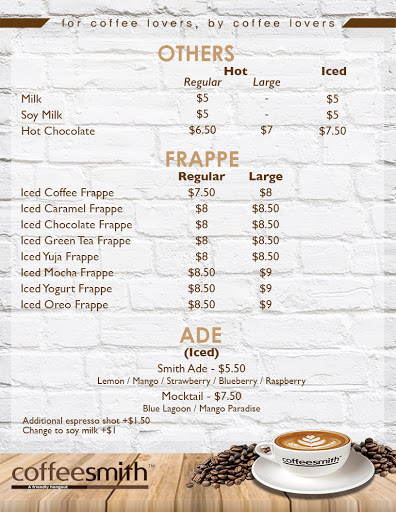 for coffee lovers, by coffee lovers
OTHERS
Hot Iced
Regular Large
Milk $5 - $5
Soy Milk $5 - $5
Hot Chocolate $6.50 $7 $7.50
FRAPPE
Regular Large
Iced Coffee Frappe $7.50 $8
Iced Caramel Frappe $8 $8.50
Iced Chocolate Frappe $8 $8.50
Iced Green Tea Frappe $8 $8.50
Iced Yuja Frappe $8 $8.50
Iced Mocha Frappe $8.50 $9
Iced Yogurt Frappe $8.50 $9
Iced Oreo Frappe $8.50 $9
ADE
(Iced)
Smith Ade - $5.50
Lemon / Mango / Strawberry / Blueberry / Raspberry
Mocktail - $7.50
Blue Lagoon / Mango Paradise
Additional espresso shot +$1.50
Change to soy milk +$1
coffeesmith™
A friendly hangout
coffeesmith™